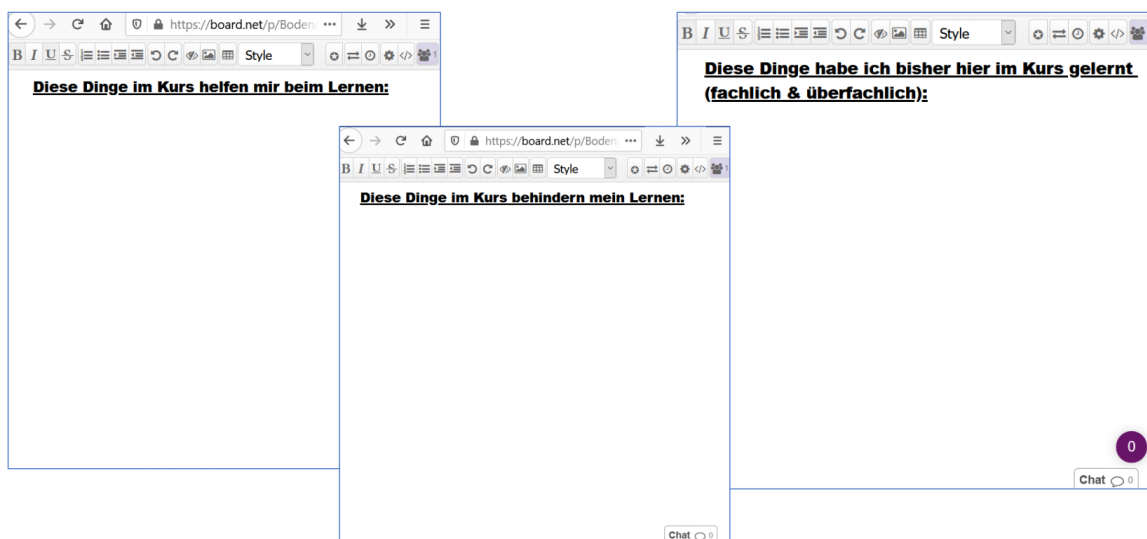 https://board.net/p/Boden
B I U S Style 1
Diese Dinge im Kurs helfen mir beim Lernen:
B I U S Style
Diese Dinge habe ich bisher hier im Kurs gelernt
(fachlich & überfachlich):
0
Chat 0
https://board.net/p/Boden
B I U S Style 1
Diese Dinge im Kurs behindern mein Lernen:
Chat 0